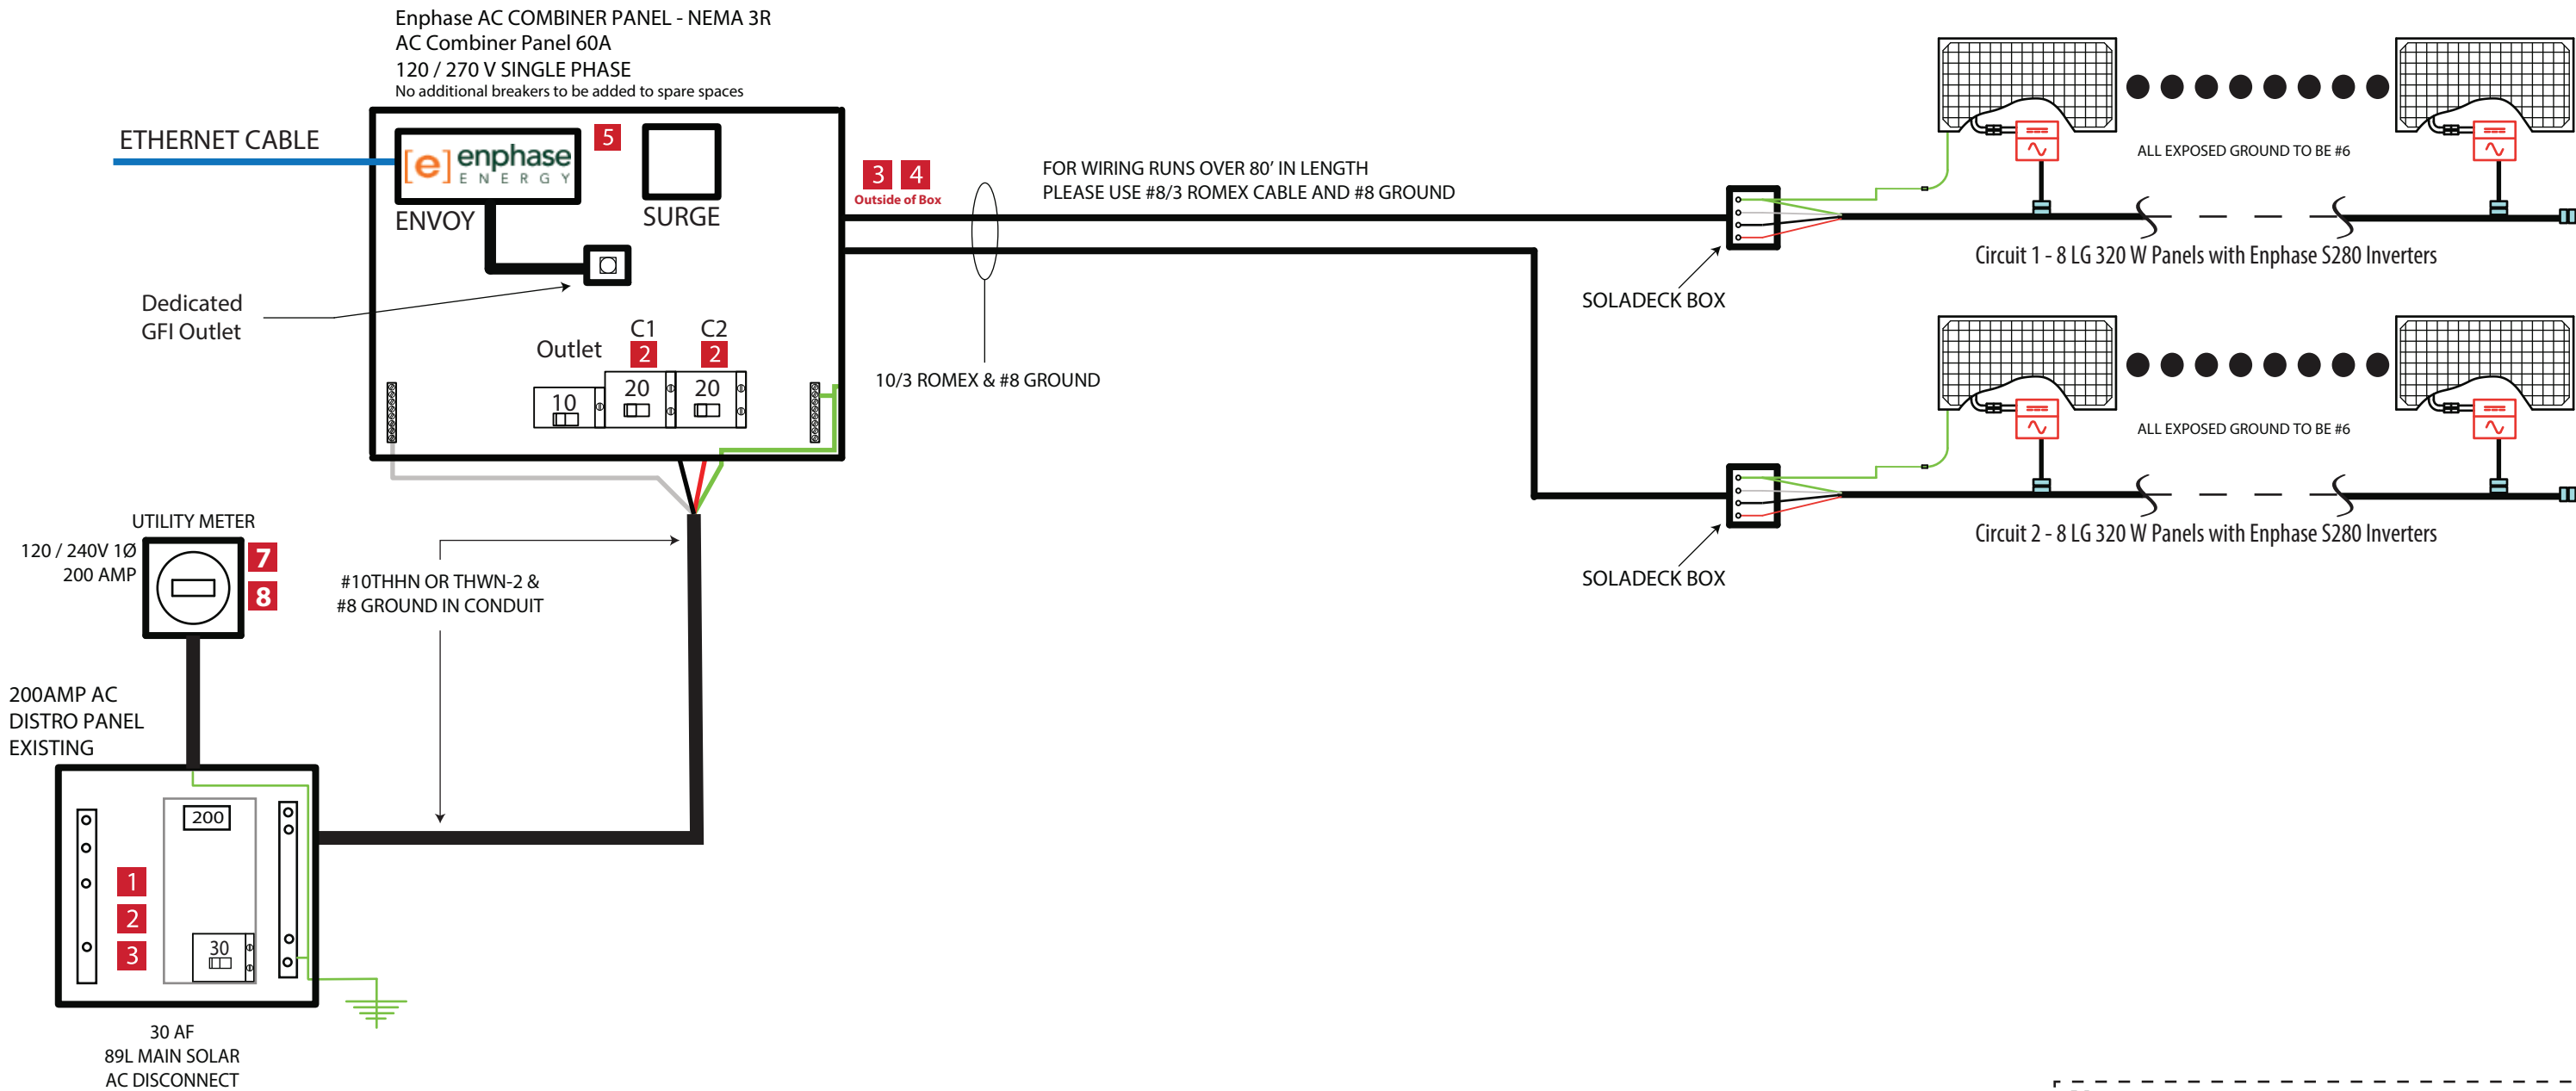 Enphase AC COMBINER PANEL - NEMA 3R
AC Combiner Panel 60A
120 / 270 V SINGLE PHASE
No additional breakers to be added to spare spaces
ETHERNET CABLE
[e] enphase
ENERGY
ENVOY
5
SURGE
3 4
Outside of Box
FOR WIRING RUNS OVER 80' IN LENGTH
PLEASE USE #8/3 ROMEX CABLE AND #8 GROUND
ALL EXPOSED GROUND TO BE #6
Circuit 1 - 8 LG 320 W Panels with Enphase S280 Inverters
SOLADECK BOX
Dedicated
GFI Outlet
Outlet
C1
2
C2
2
10
20
20
10/3 ROMEX & #8 GROUND
ALL EXPOSED GROUND TO BE #6
Circuit 2 - 8 LG 320 W Panels with Enphase S280 Inverters
SOLADECK BOX
UTILITY METER
120 / 240V 1Ø
200 AMP
7
8
#10THHN OR THWN-2 &
#8 GROUND IN CONDUIT
200AMP AC
DISTRO PANEL
EXISTING
200
1
2
3
30
30 AF
89L MAIN SOLAR
AC DISCONNECT